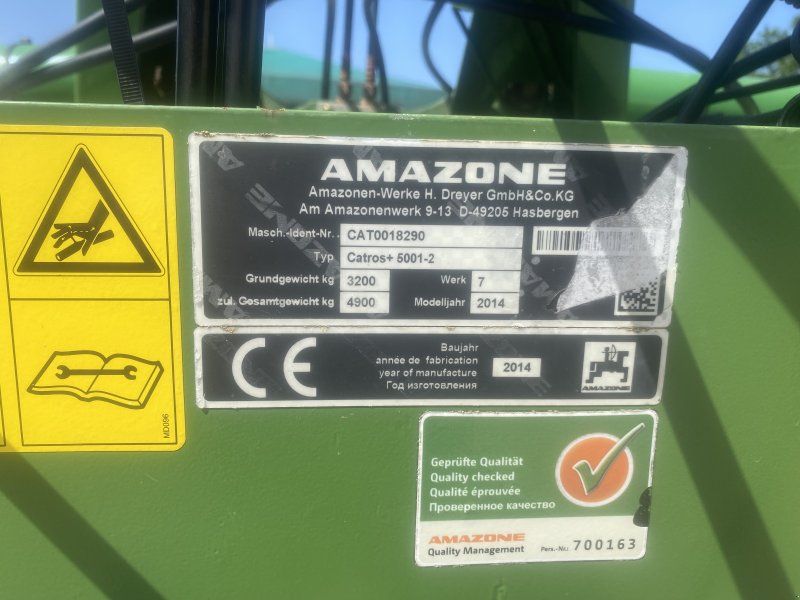 AMAZONE
Amazonen-Werke H. Dreyer GmbH&Co.KG
Am Amazonenwerk 9-13 D-49205 Hasbergen
Masch.-Ident-Nr. CAT0018290
Typ Catros+ 5001-2
Grundgewicht kg 3200 Werk 7
zul. Gesamtgewicht kg 4900 Modelljahr 2014
CE
Baujahr
année de fabrication
year of manufacture
Год изготовления
2014
AMAZONE
MD096
Geprüfte Qualität
Quality checked
Qualité éprouvée
Проверенное качество
AMAZONE
Quality Management Pers.-Nr.: 700163